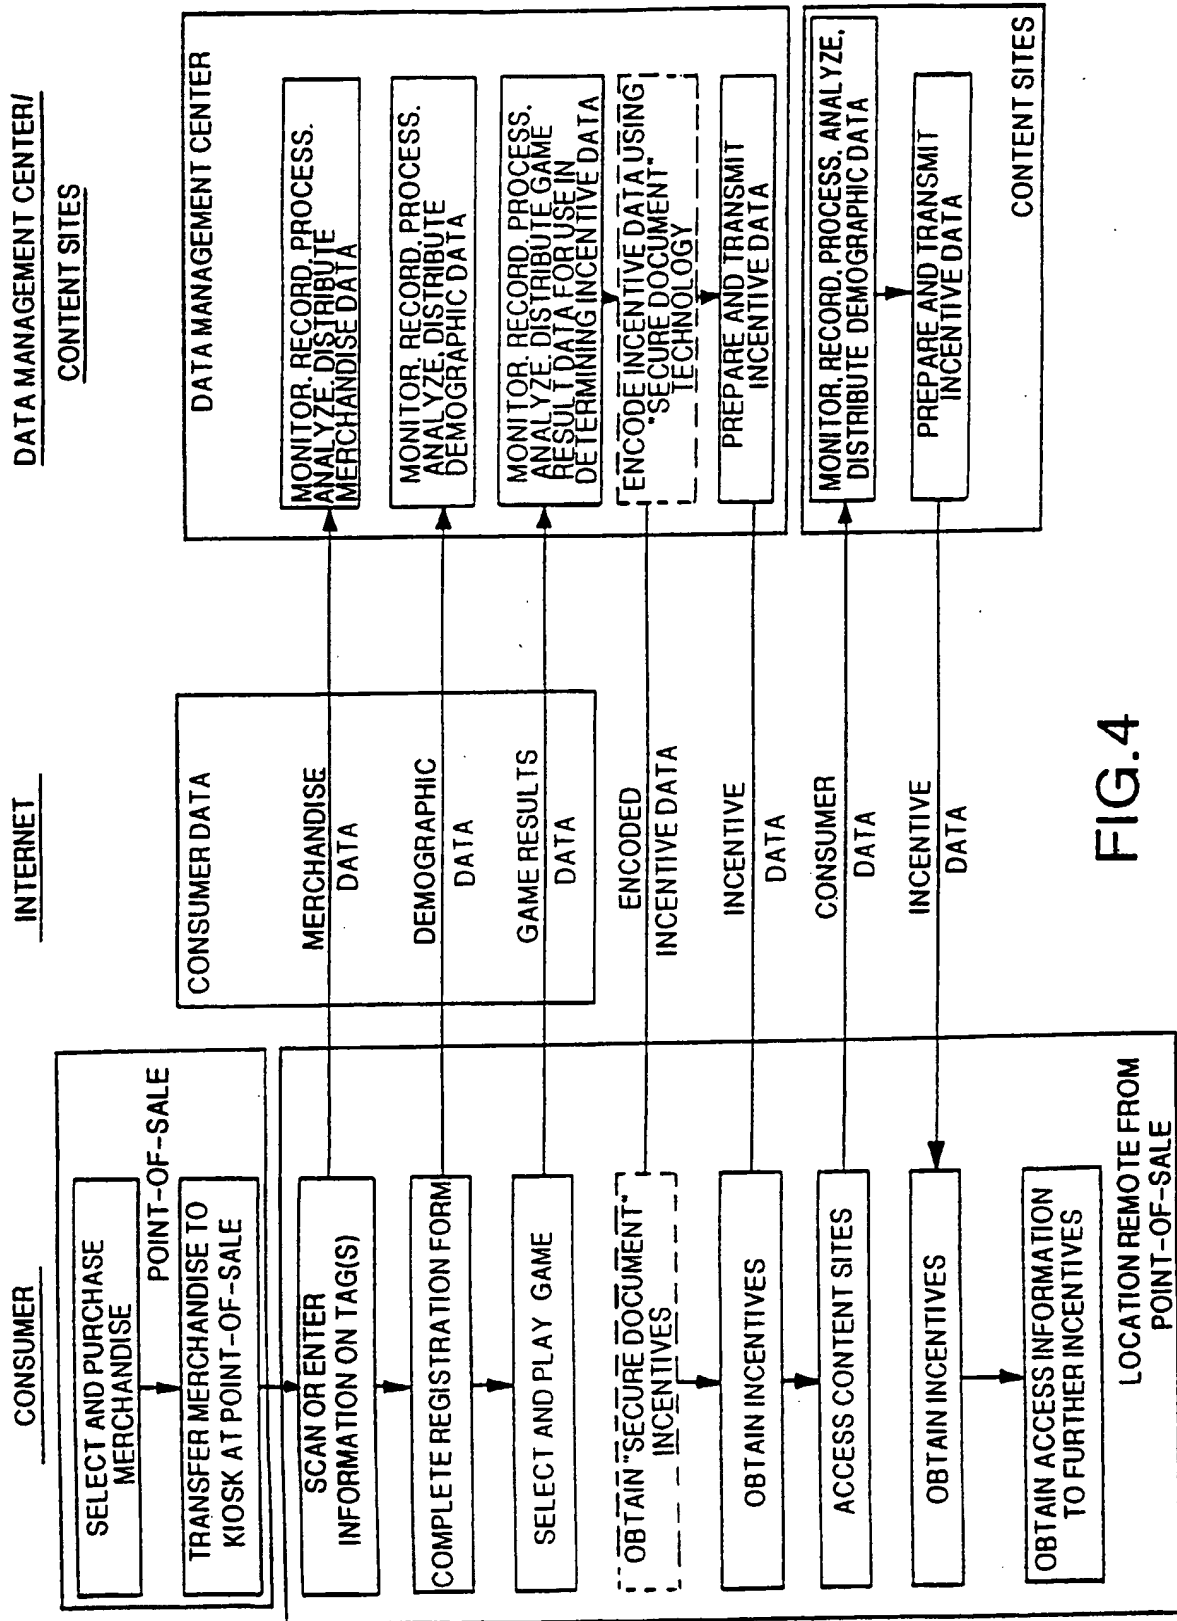 CONSUMER
INTERNET
DATA MANAGEMENT CENTER/
CONTENT SITES
SELECT AND PURCHASE
MERCHANDISE
POINT-OF-SALE
TRANSFER MERCHANDISE TO
KIOSK AT POINT-OF-SALE
SCAN OR ENTER
INFORMATION ON TAG(S)
COMPLETE REGISTRATION FORM
SELECT AND PLAY GAME
OBTAIN "SECURE DOCUMENT"
INCENTIVES
OBTAIN INCENTIVES
ACCESS CONTENT SITES
OBTAIN INCENTIVES
OBTAIN ACCESS INFORMATION
TO FURTHER INCENTIVES
LOCATION REMOTE FROM
POINT-OF-SALE
CONSUMER DATA
MERCHANDISE
DATA
DEMOGRAPHIC
DATA
GAME RESULTS
DATA
ENCODED
INCENTIVE DATA
INCENTIVE
DATA
CONSUMER
DATA
INCENTIVE
DATA
DATA MANAGEMENT CENTER
MONITOR, RECORD, PROCESS,
ANALYZE, DISTRIBUTE
MERCHANDISE DATA
MONITOR, RECORD, PROCESS,
ANALYZE, DISTRIBUTE
DEMOGRAPHIC DATA
MONITOR, RECORD, PROCESS,
ANALYZE, DISTRIBUTE GAME
RESULT DATA FOR USE IN
DETERMINING INCENTIVE DATA
ENCODE INCENTIVE DATA USING
"SECURE DOCUMENT"
TECHNOLOGY
PREPARE AND TRANSMIT
INCENTIVE DATA
MONITOR, RECORD, PROCESS, ANALYZE,
DISTRIBUTE DEMOGRAPHIC DATA
PREPARE AND TRANSMIT
INCENTIVE DATA
CONTENT SITES
FIG.4